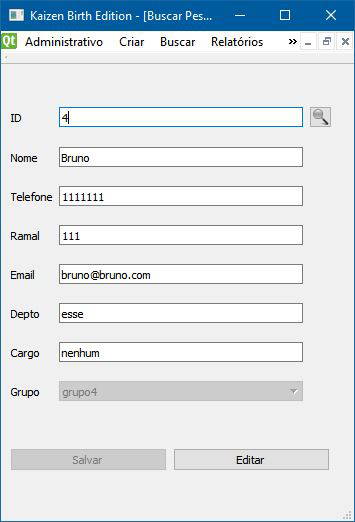 Kaizen Birth Edition - [Buscar Pes...
Qt Administrativo Criar Buscar Relatórios »
ID 4
Nome Bruno
Telefone 1111111
Ramal 111
Email bruno@bruno.com
Depto esse
Cargo nenhum
Grupo grupo4
Salvar Editar